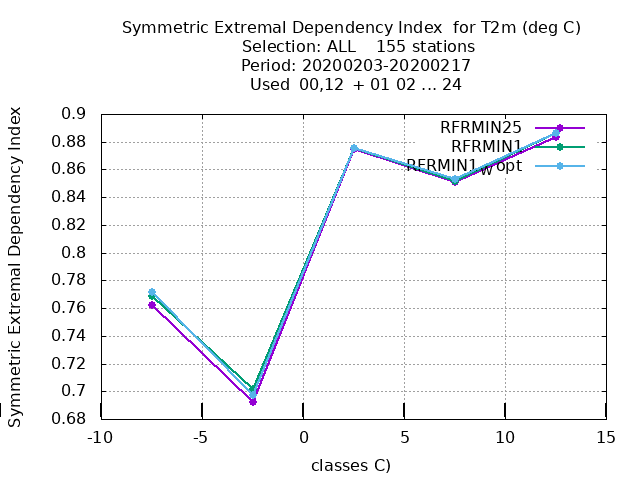 Symmetric Extremal Dependency Index for T2m (deg C)
Selection: ALL 155 stations
Period: 20200203-20200217
Used 00,12 + 01 02 ... 24
Symmetric Extremal Dependency Index
0.9
0.88
0.86
0.84
0.82
0.8
0.78
0.76
0.74
0.72
0.7
0.68
RFRMIN25
RFRMIN1
RFRMIN1wopt
-10
-5
0
5
10
15
classes C)